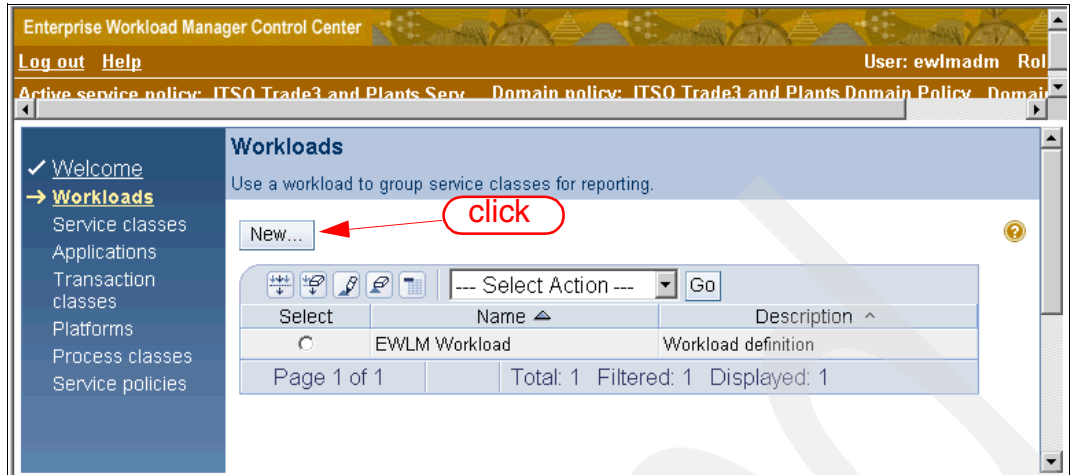 Enterprise Workload Manager Control Center
Log out Help User: ewlmadm Rol
Active service policy: ITSO Trade3 and Plants Serv Domain policy: ITSO Trade3 and Plants Domain Policy Domain
Workloads
Use a workload to group service classes for reporting.
Welcome
Workloads
Service classes
Applications
Transaction
classes
Platforms
Process classes
Service policies
click
New...
--- Select Action --- Go
Select Name Description
EWLM Workload Workload definition
Page 1 of 1 Total: 1 Filtered: 1 Displayed: 1